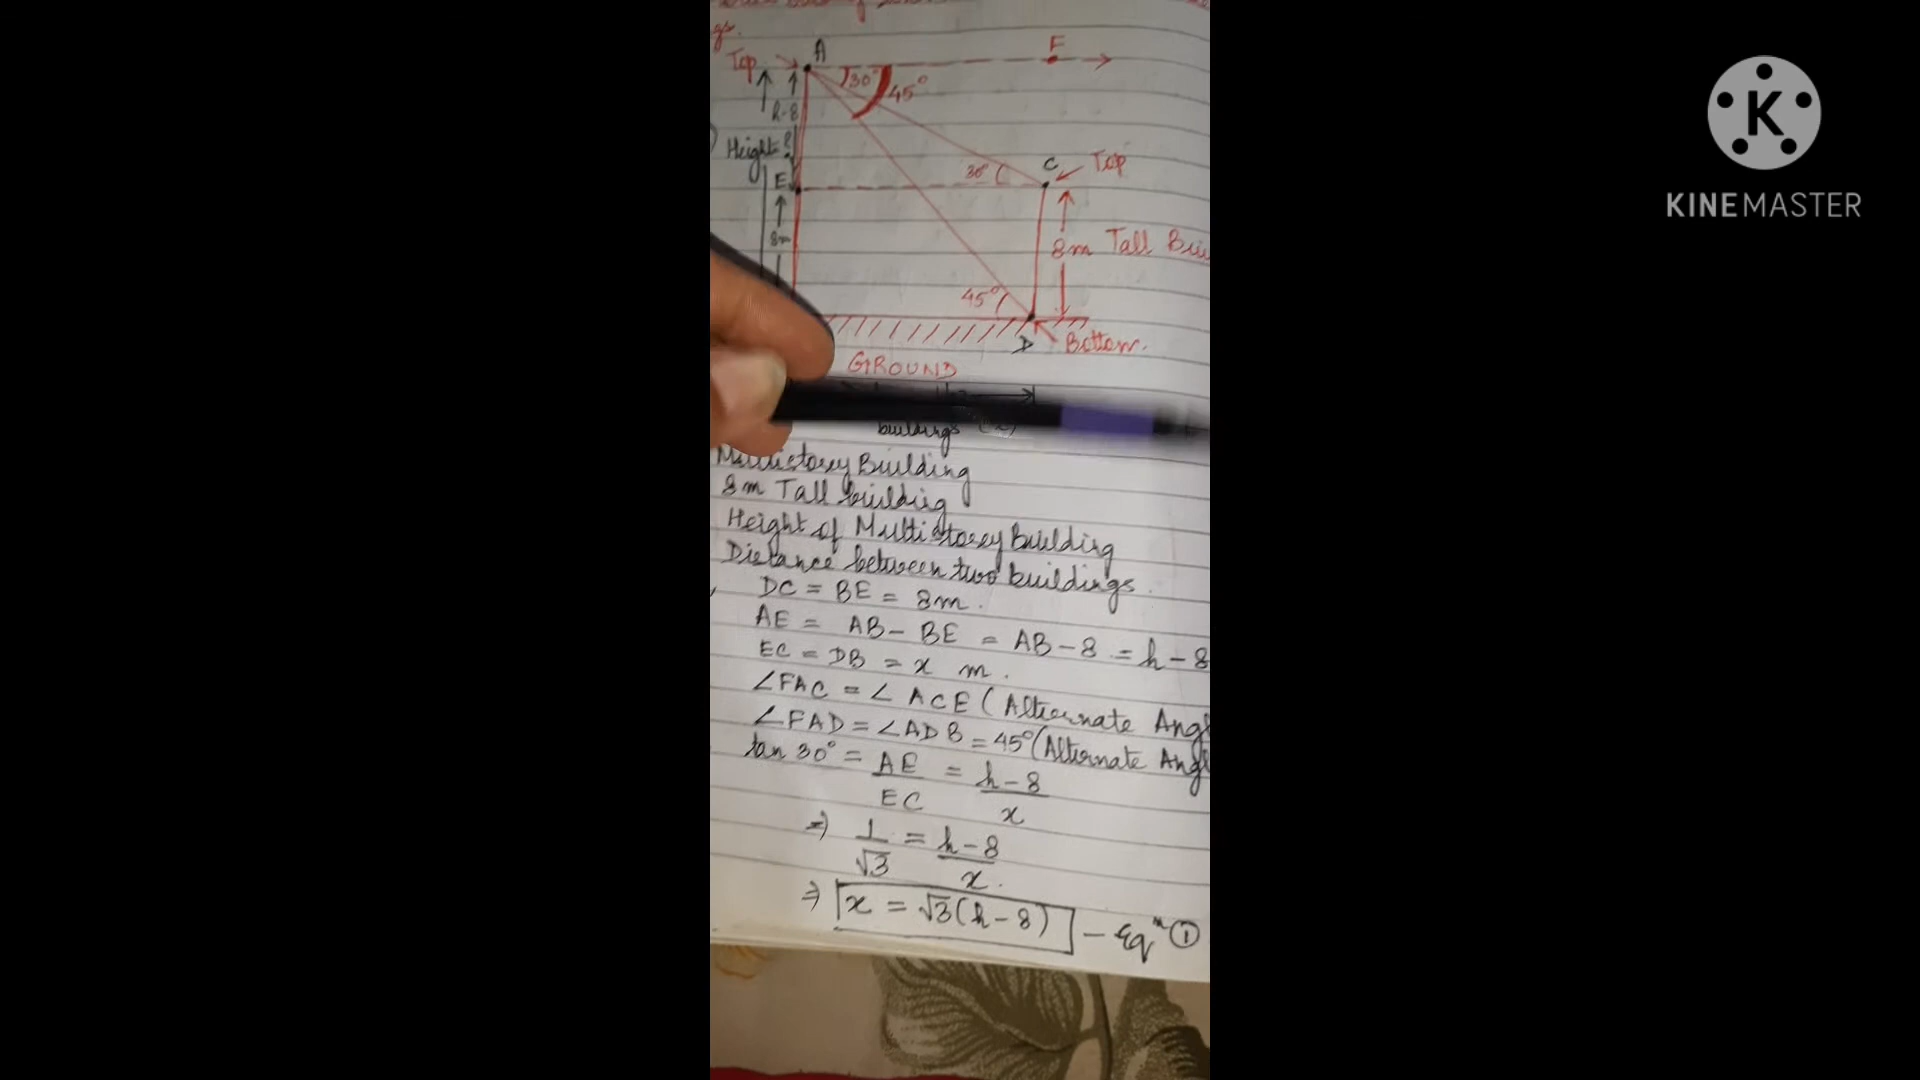 gs.
A
F
Top
30°
45°
h-8
Height ?
C
Top
30°
E
8m
8m Tall
45°
D
Bottom.
GROUND
buildings (x)
Multistorey Building
8m Tall building
Height of Multistorey Building
Distance between two buildings.
DC = BE = 8m.
AE = AB - BE = AB - 8 = h - 8
EC = DB = x m.
∠FAC = ∠ACE (Alternate
∠FAD = ∠ADB = 45° (Alternate
tan 30° = AE/EC = h-8/x
⇒ 1/√3 = h-8/x.
⇒ x = √3(h-8) - Eqⁿ ①
K
KINEMASTER